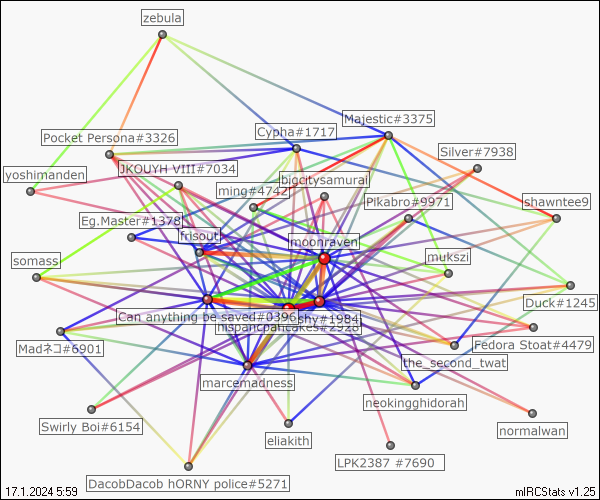 zebula
Majestic#3375
Cypha#1717
Pocket Persona#3326
Silver#7938
JKOUYH VIII#7034
yoshimanden
bigcitysamurai
ming#4742
Pikabro#9971
shawntee9
Eg.Master#1378
frisout
moonraven
mukszi
somass
Duck#1245
Can anything be saved#0396
shy#1984
hispanicpancakes#2928
Fedora Stoat#4479
Madネコ#6901
the_second_twat
marcemadness
neokingghidorah
Swirly Boi#6154
normalwan
eliakith
LPK2387 #7690
DacobDacob hORNY police#5271
17.1.2024 5:59
mIRCStats v1.25